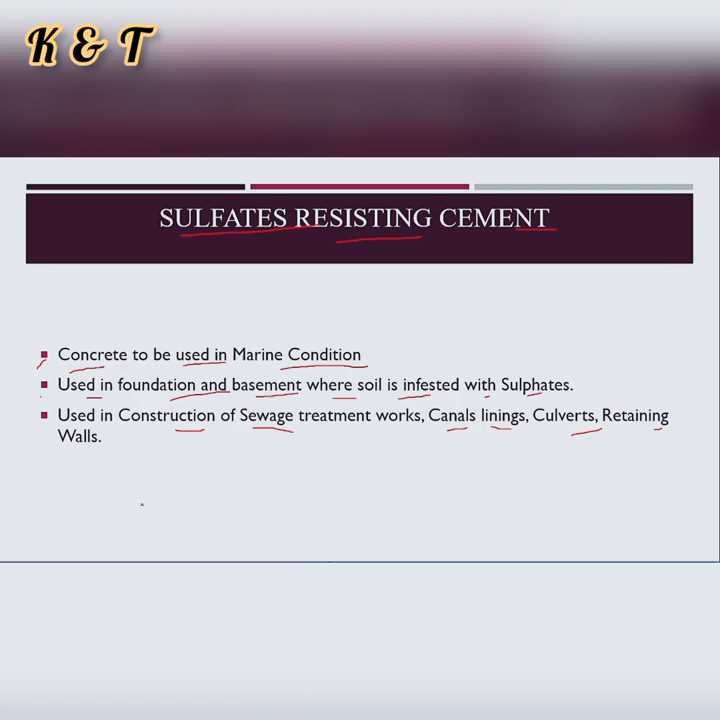 K & T
SULFATES RESISTING CEMENT
Concrete to be used in Marine Condition
Used in foundation and basement where soil is infested with Sulphates.
Used in Construction of Sewage treatment works, Canals linings, Culverts, Retaining
Walls.